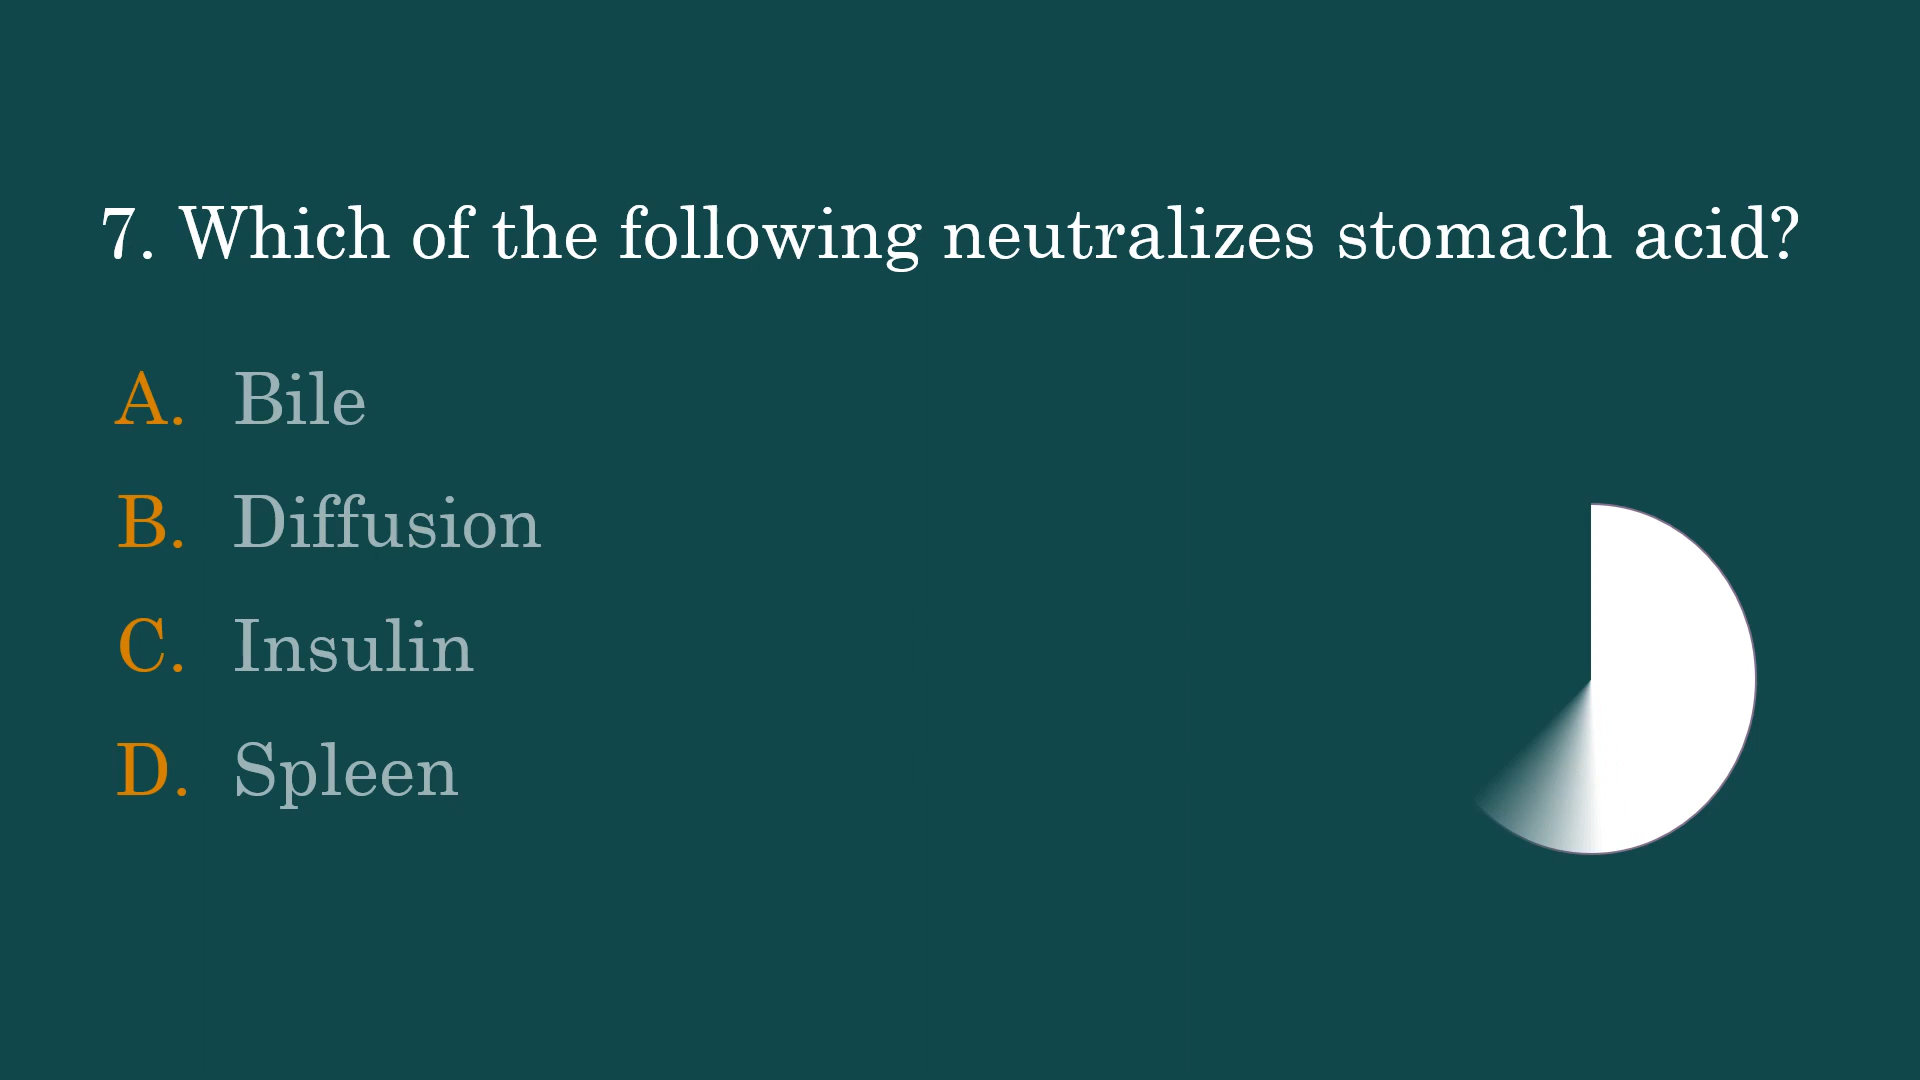 7. Which of the following neutralizes stomach acid?
A. Bile
B. Diffusion
C. Insulin
D. Spleen